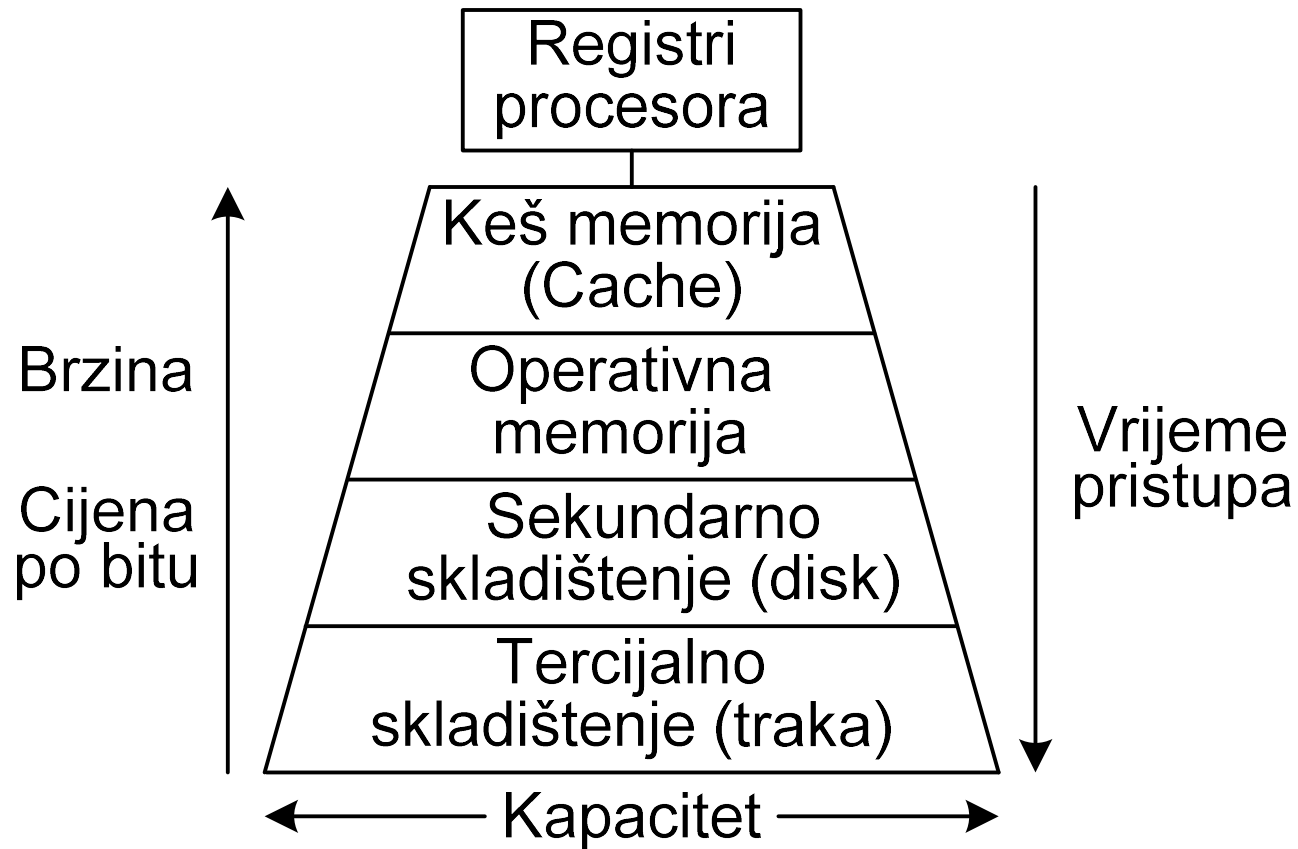 Registri
procesora
Keš memorija
(Cache)
Operativna
memorija
Sekundarno
skladištenje (disk)
Tercijalno
skladištenje (traka)
Brzina
Cijena
po bitu
Vrijeme
pristupa
Kapacitet